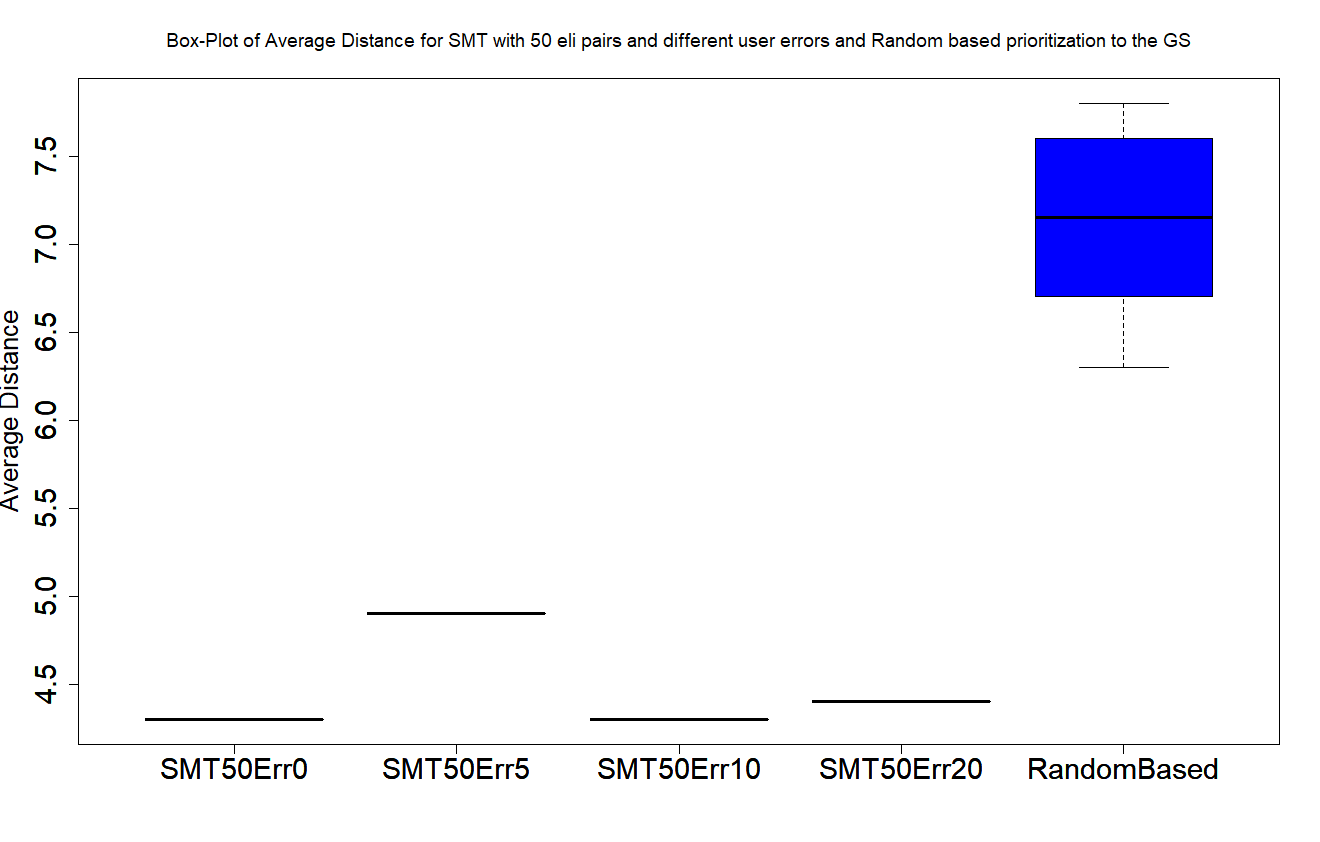 Box-Plot of Average Distance for SMT with 50 eli pairs and different user errors and Random based prioritization to the GS
Average Distance
7.5
7.0
6.5
6.0
5.5
5.0
4.5
SMT50Err0
SMT50Err5
SMT50Err10
SMT50Err20
RandomBased